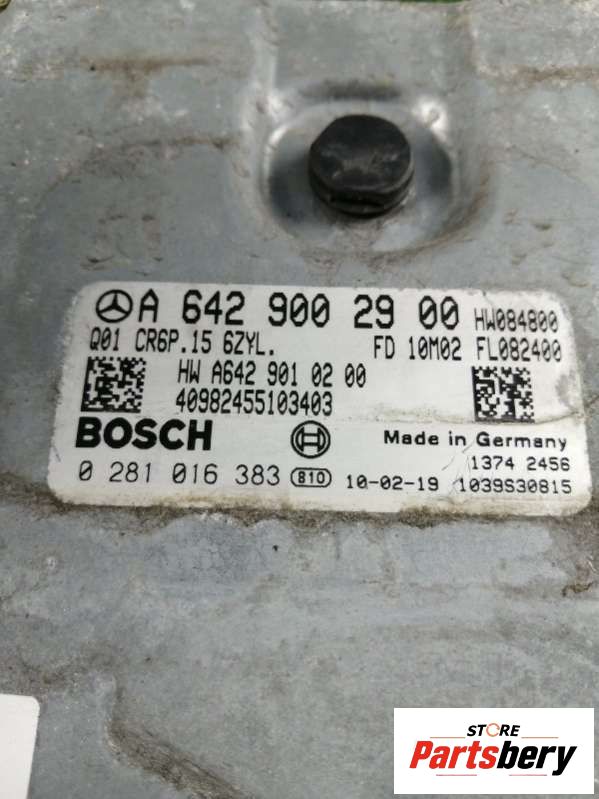 A 642 900 29 00 HW084800
Q01 CR6P.15 6ZYL. FD 10M02 FL082400
HW A642 901 02 00
40982455103403
BOSCH Made in Germany
1374 2456
0 281 016 383 810 10-02-19 1039S30815
STORE
Partsbery